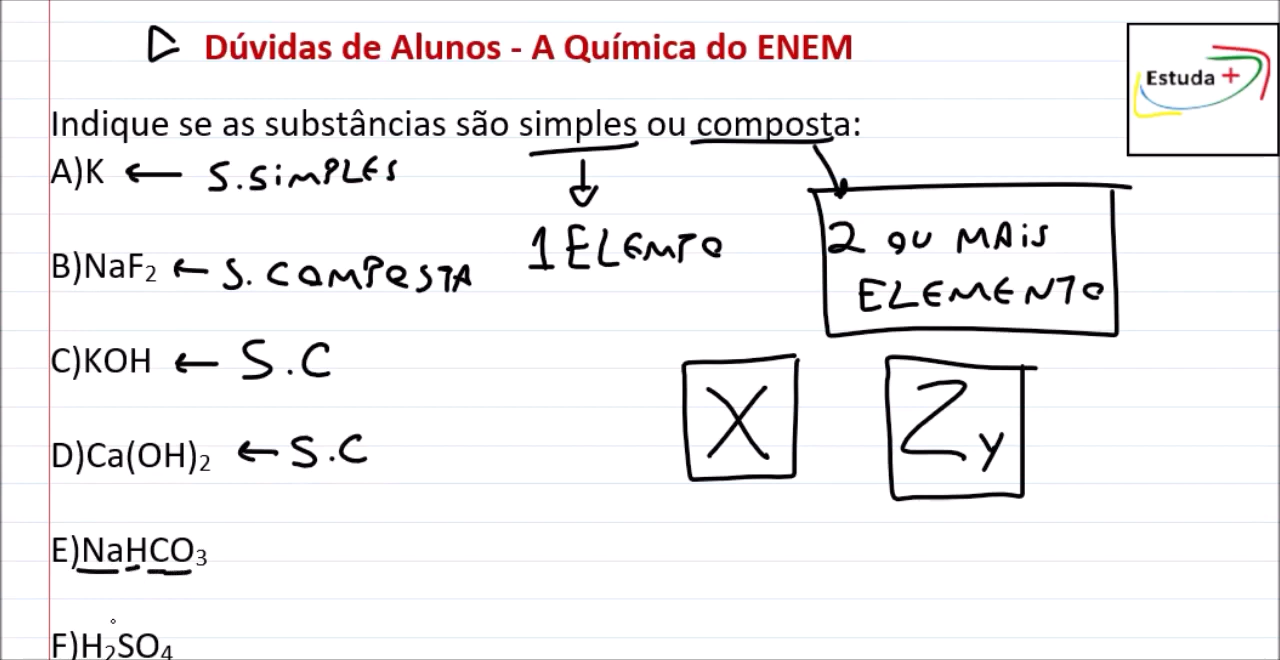 Dúvidas de Alunos - A Química do ENEM
Estuda +
Indique se as substâncias são simples ou composta:
A)K ← S.SiMPLES
1 ELEMTO
2 OU MAiS
ELEMENTO
B)NaF₂ ← S. COMPOSTA
C)KOH ← S.C
X
Zy
D)Ca(OH)₂ ← S.C
E)NaHCO₃
F)H₂SO₄